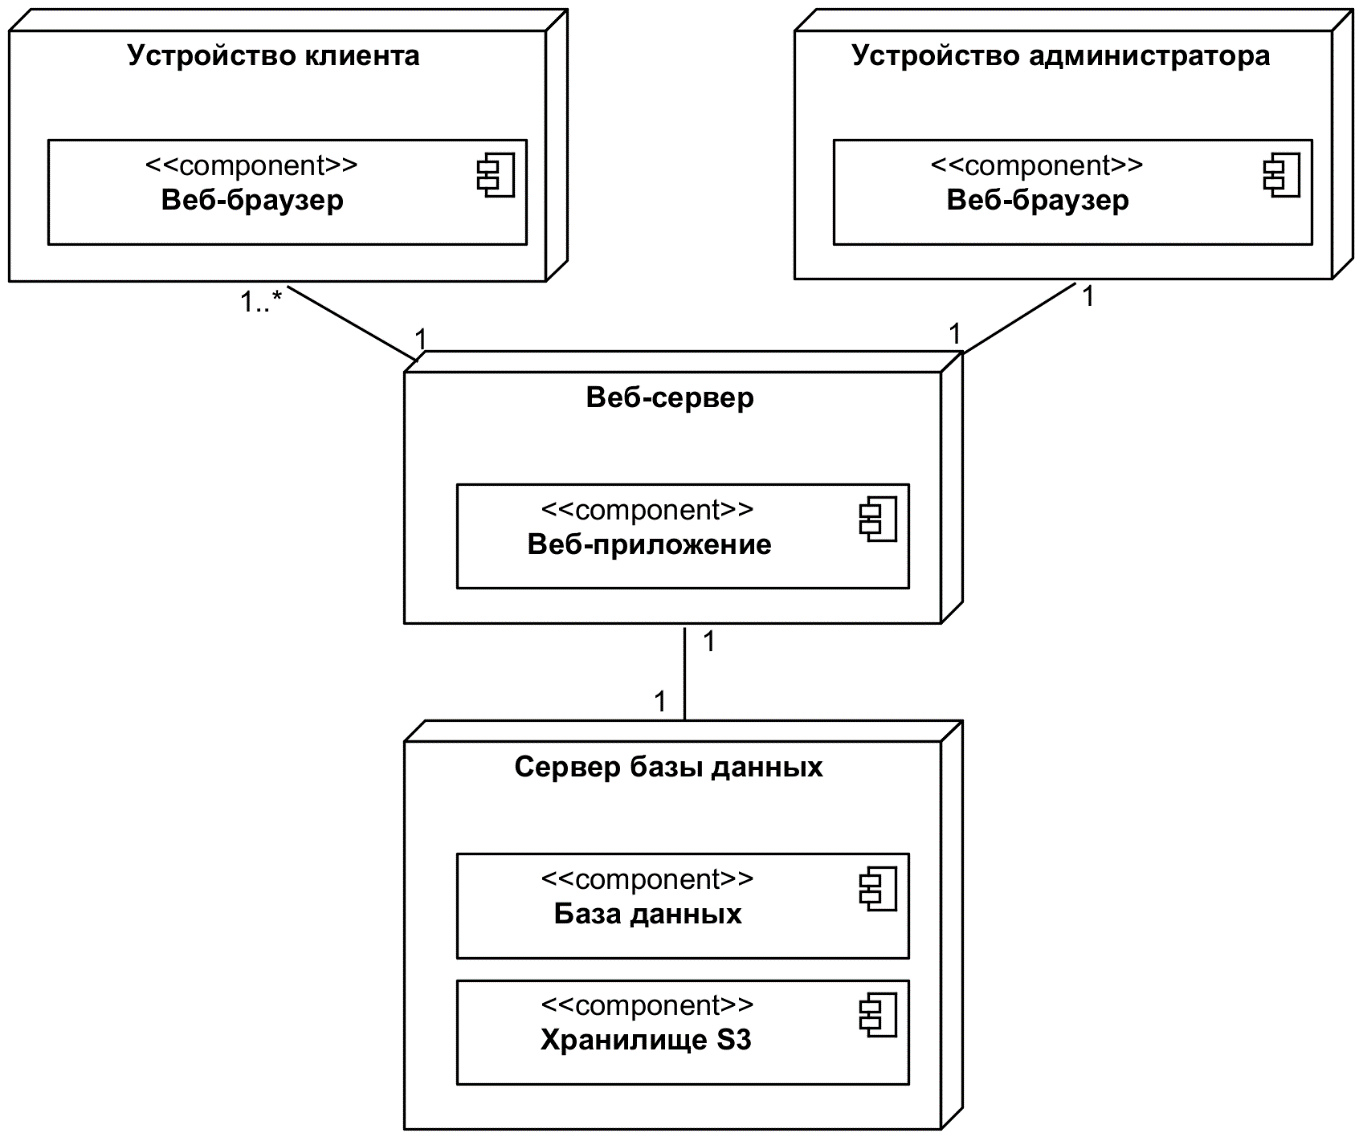 Устройство клиента
<<component>>
Веб-браузер
Устройство администратора
<<component>>
Веб-браузер
1..*
1
1
1
Веб-сервер
<<component>>
Веб-приложение
1
1
Сервер базы данных
<<component>>
База данных
<<component>>
Хранилище S3